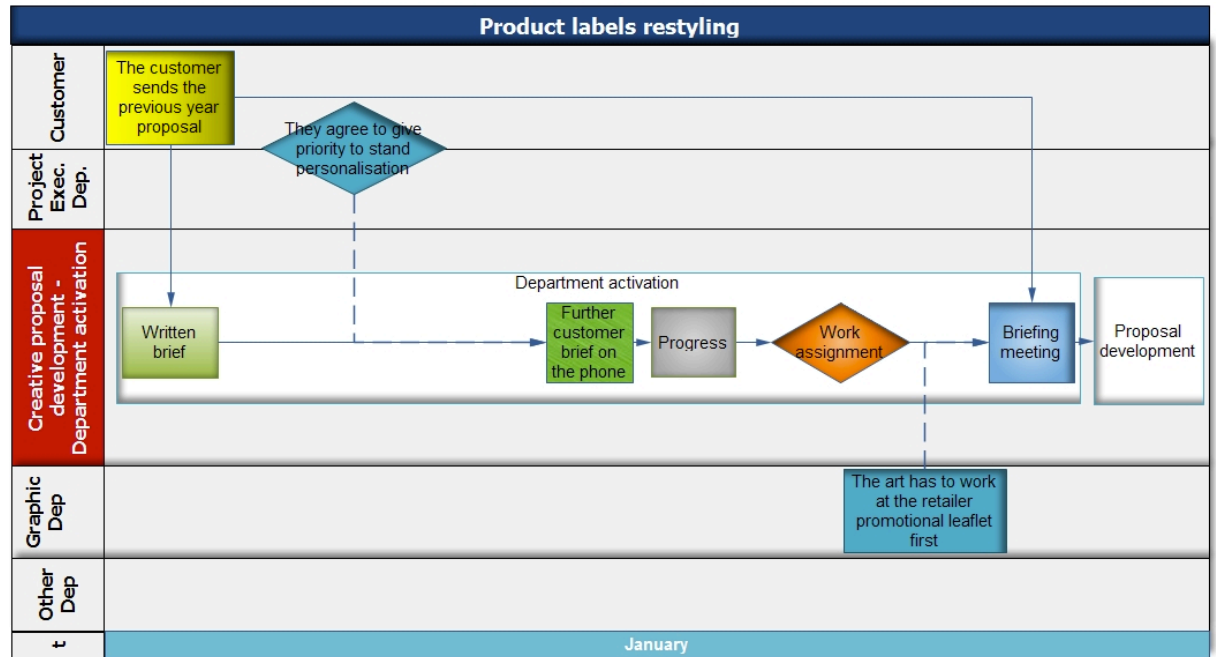 Product labels restyling
Customer
The customer
sends the
previous year
proposal
They agree to give
priority to stand
personalisation
Project
Exec.
Dep.
Creative proposal
development -
Department activation
Department activation
Written
brief
Further
customer
brief on
the phone
Progress
Work
assignment
Briefing
meeting
Proposal
development
Graphic
Dep
The art has to work
at the retailer
promotional leaflet
first
Other
Dep
t
January